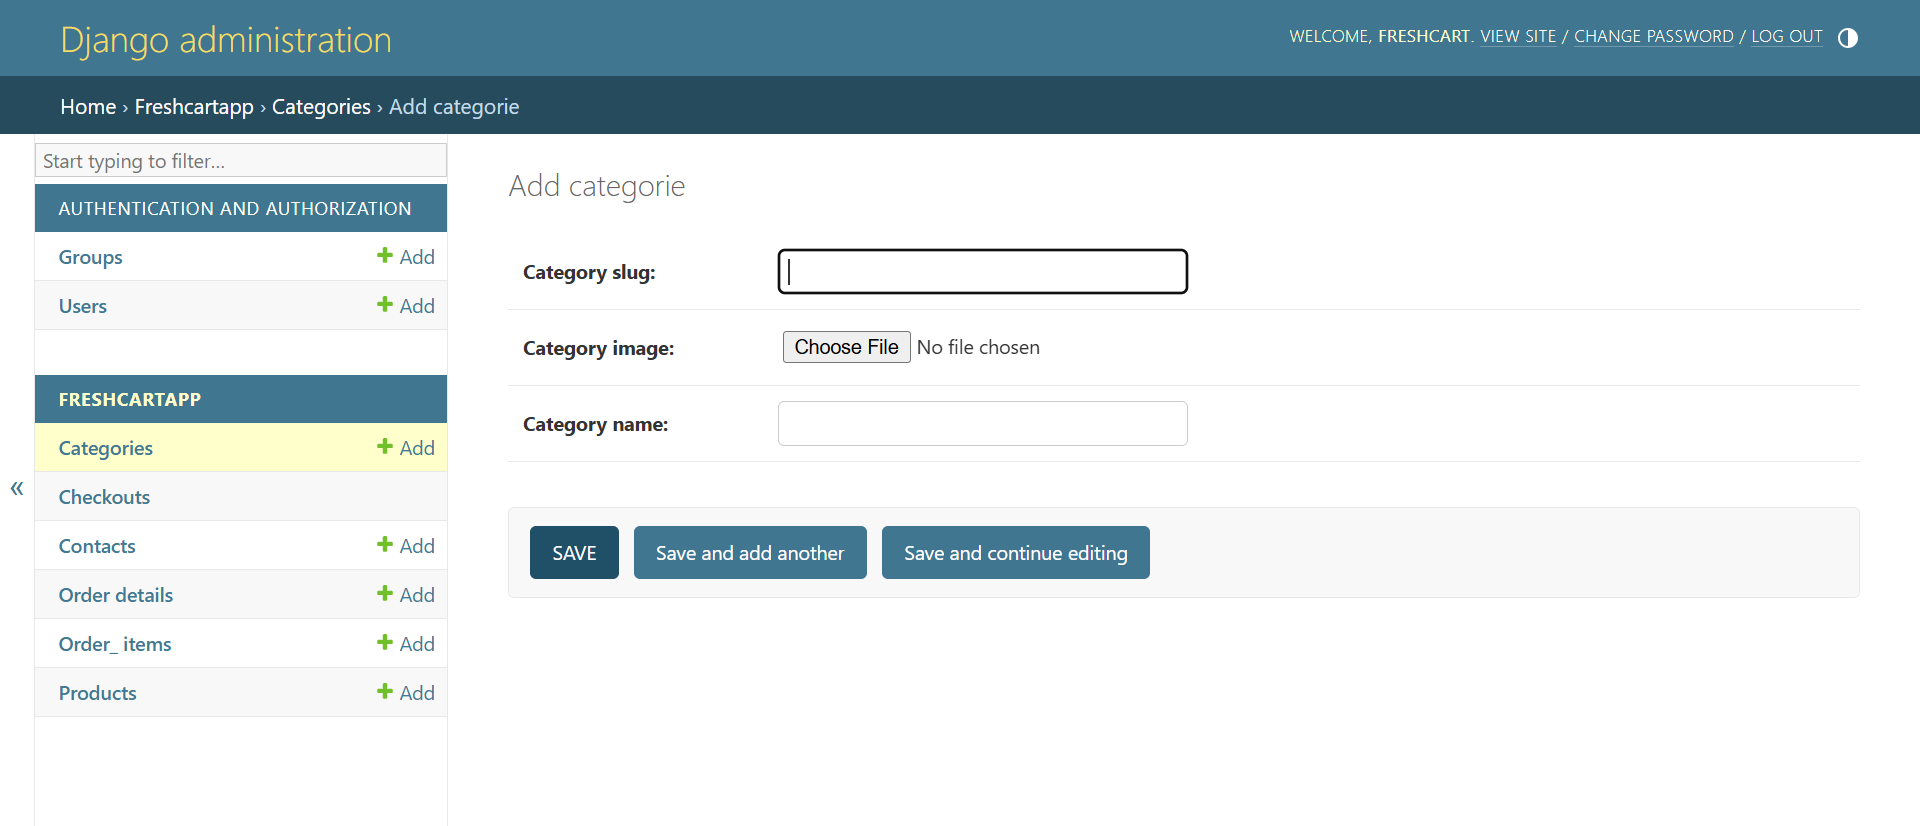 Django administration
WELCOME, FRESHCART. VIEW SITE / CHANGE PASSWORD / LOG OUT
Home › Freshcartapp › Categories › Add categorie
Start typing to filter...
AUTHENTICATION AND AUTHORIZATION
Groups Add
Users Add
FRESHCARTAPP
Categories Add
Checkouts
Contacts Add
Order details Add
Order_ items Add
Products Add
«
Add categorie
Category slug:
Category image: Choose File No file chosen
Category name:
SAVE Save and add another Save and continue editing